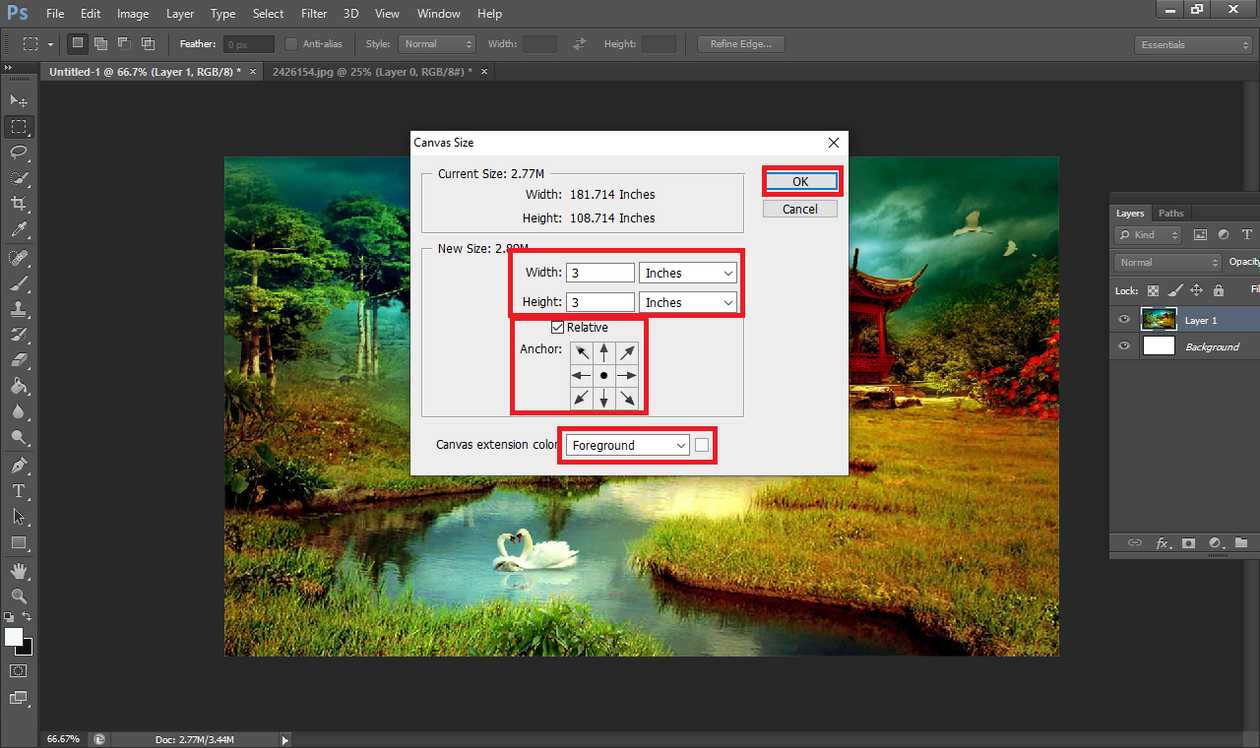 Ps File Edit Image Layer Type Select Filter 3D View Window Help
Feather: 0 px Anti-alias Style: Normal Width: Height: Refine Edge... Essentials
Untitled-1 @ 66.7% (Layer 1, RGB/8) * × 2426154.jpg @ 25% (Layer 0, RGB/8#) * ×
Canvas Size
Current Size: 2.77M
Width: 181.714 Inches
Height: 108.714 Inches
OK
Cancel
New Size: 2.89M
Width: 3 Inches
Height: 3 Inches
Relative
Anchor:
Canvas extension color Foreground
Layers Paths
Kind T
Normal Opacity
Lock: Fi
Layer 1
Background
fx.
T
66.67% Doc: 2.77M/3.44M